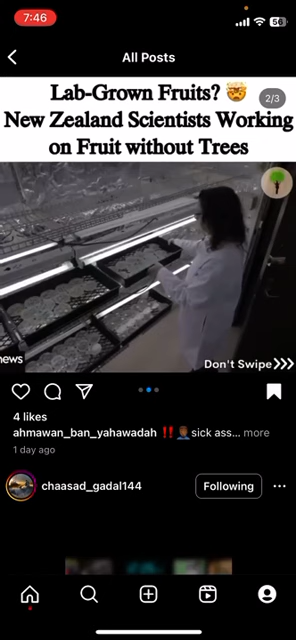 7:46
56
All Posts
Lab-Grown Fruits? 🤯
2/3
New Zealand Scientists Working
on Fruit without Trees
news
Don't Swipe❯❯❯
4 likes
ahmawan_ban_yahawadah ‼️🤦🏾‍♂️sick ass... more
1 day ago
chaasad_gadal144
Following